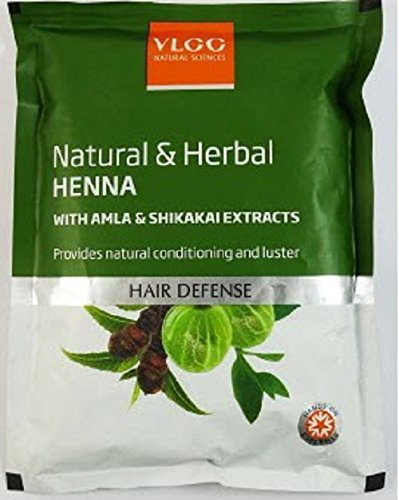 VLCC
NATURAL SCIENCES
Natural & Herbal
HENNA
WITH AMLA & SHIKAKAI EXTRACTS
Provides natural conditioning and luster
HAIR DEFENSE